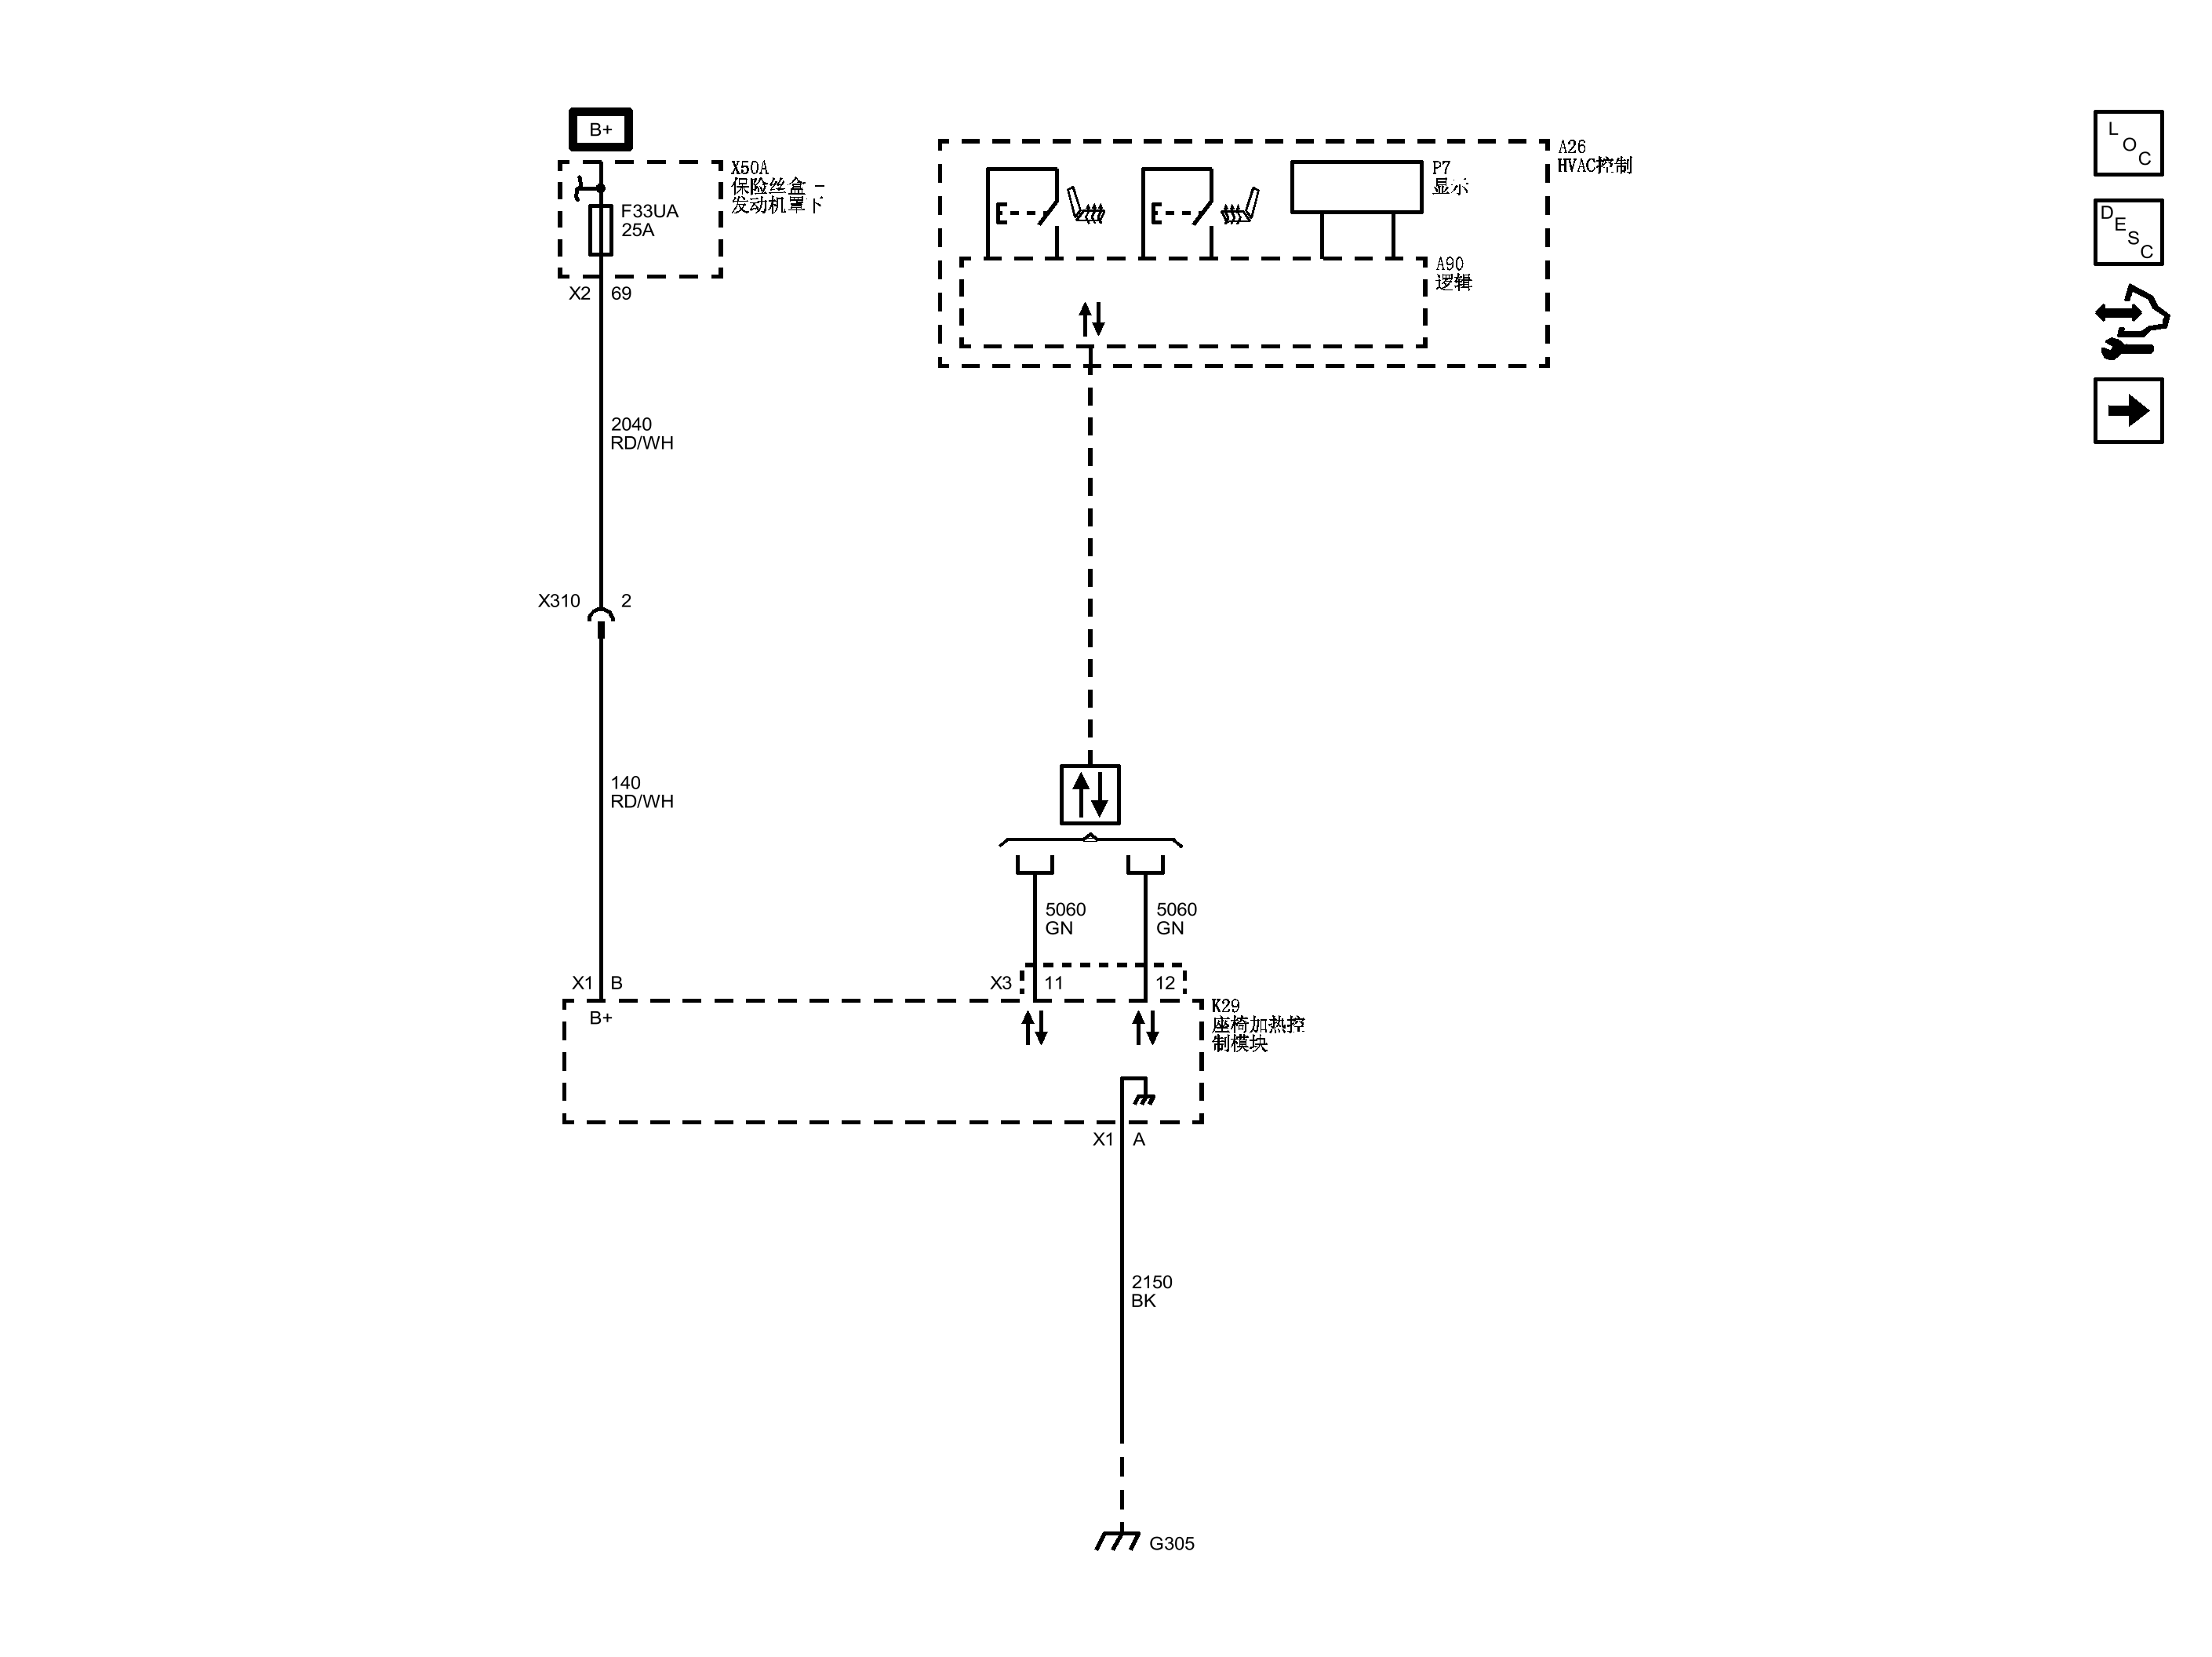 B+
X50A
保险丝盒 -
发动机罩下
F33UA
25A
X2 69
A26
HVAC控制
P7
显示
A90
逻辑
L
O
C
D
E
S
C
2040
RD/WH
X310 2
140
RD/WH
5060
GN
5060
GN
X1 B
X3 11 12
B+
K29
座椅加热控
制模块
X1 A
2150
BK
G305